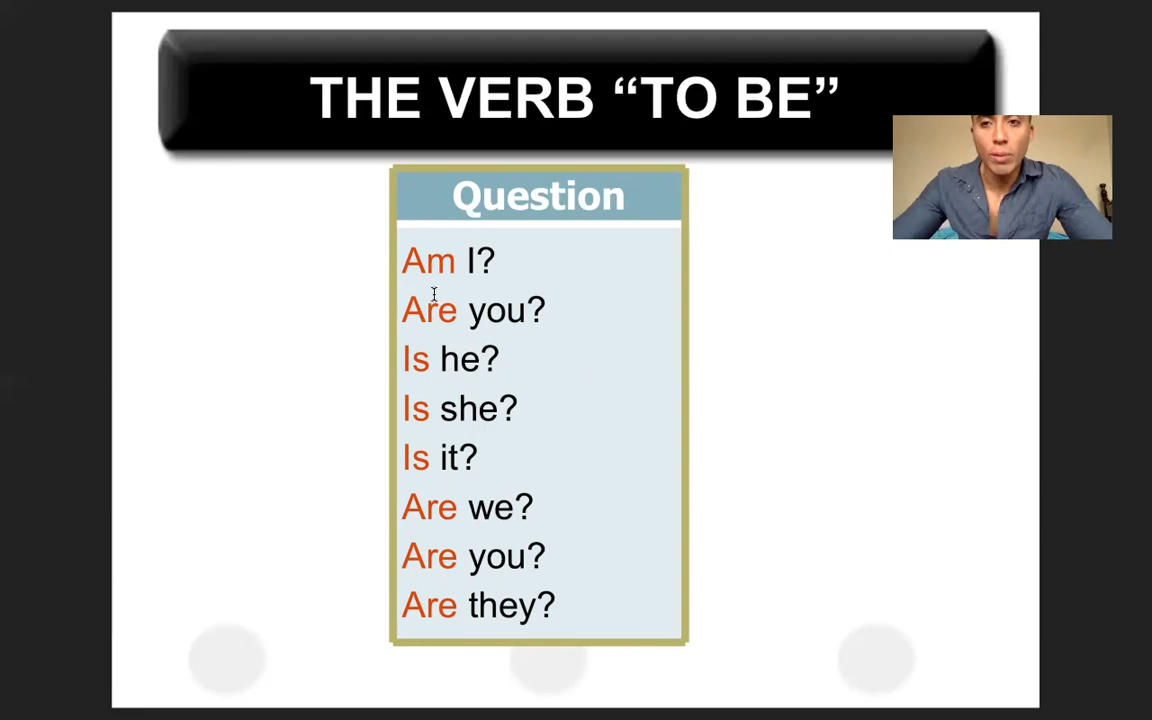 THE VERB “TO BE”
Question
Am I?
Are you?
Is he?
Is she?
Is it?
Are we?
Are you?
Are they?